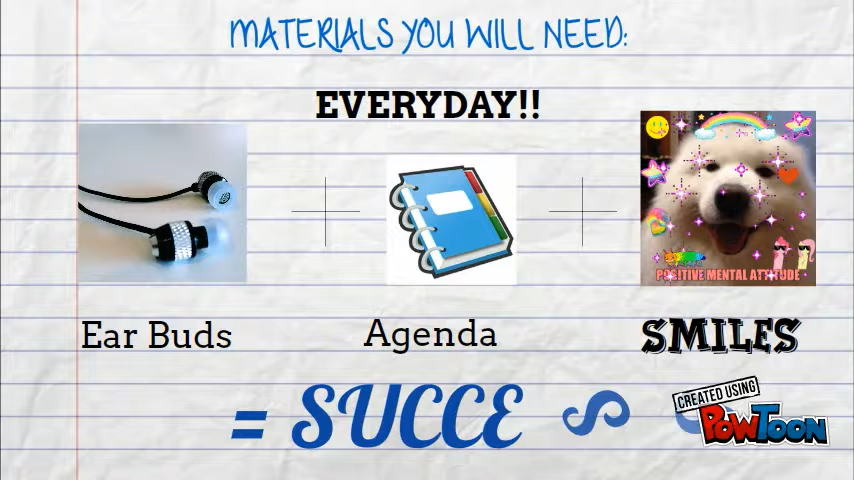 MATERIALS YOU WILL NEED:
EVERYDAY!!
POSITIVE MENTAL ATTITUDE
Ear Buds
Agenda
SMILES
= SUCCE S
CREATED USING
POWTOON